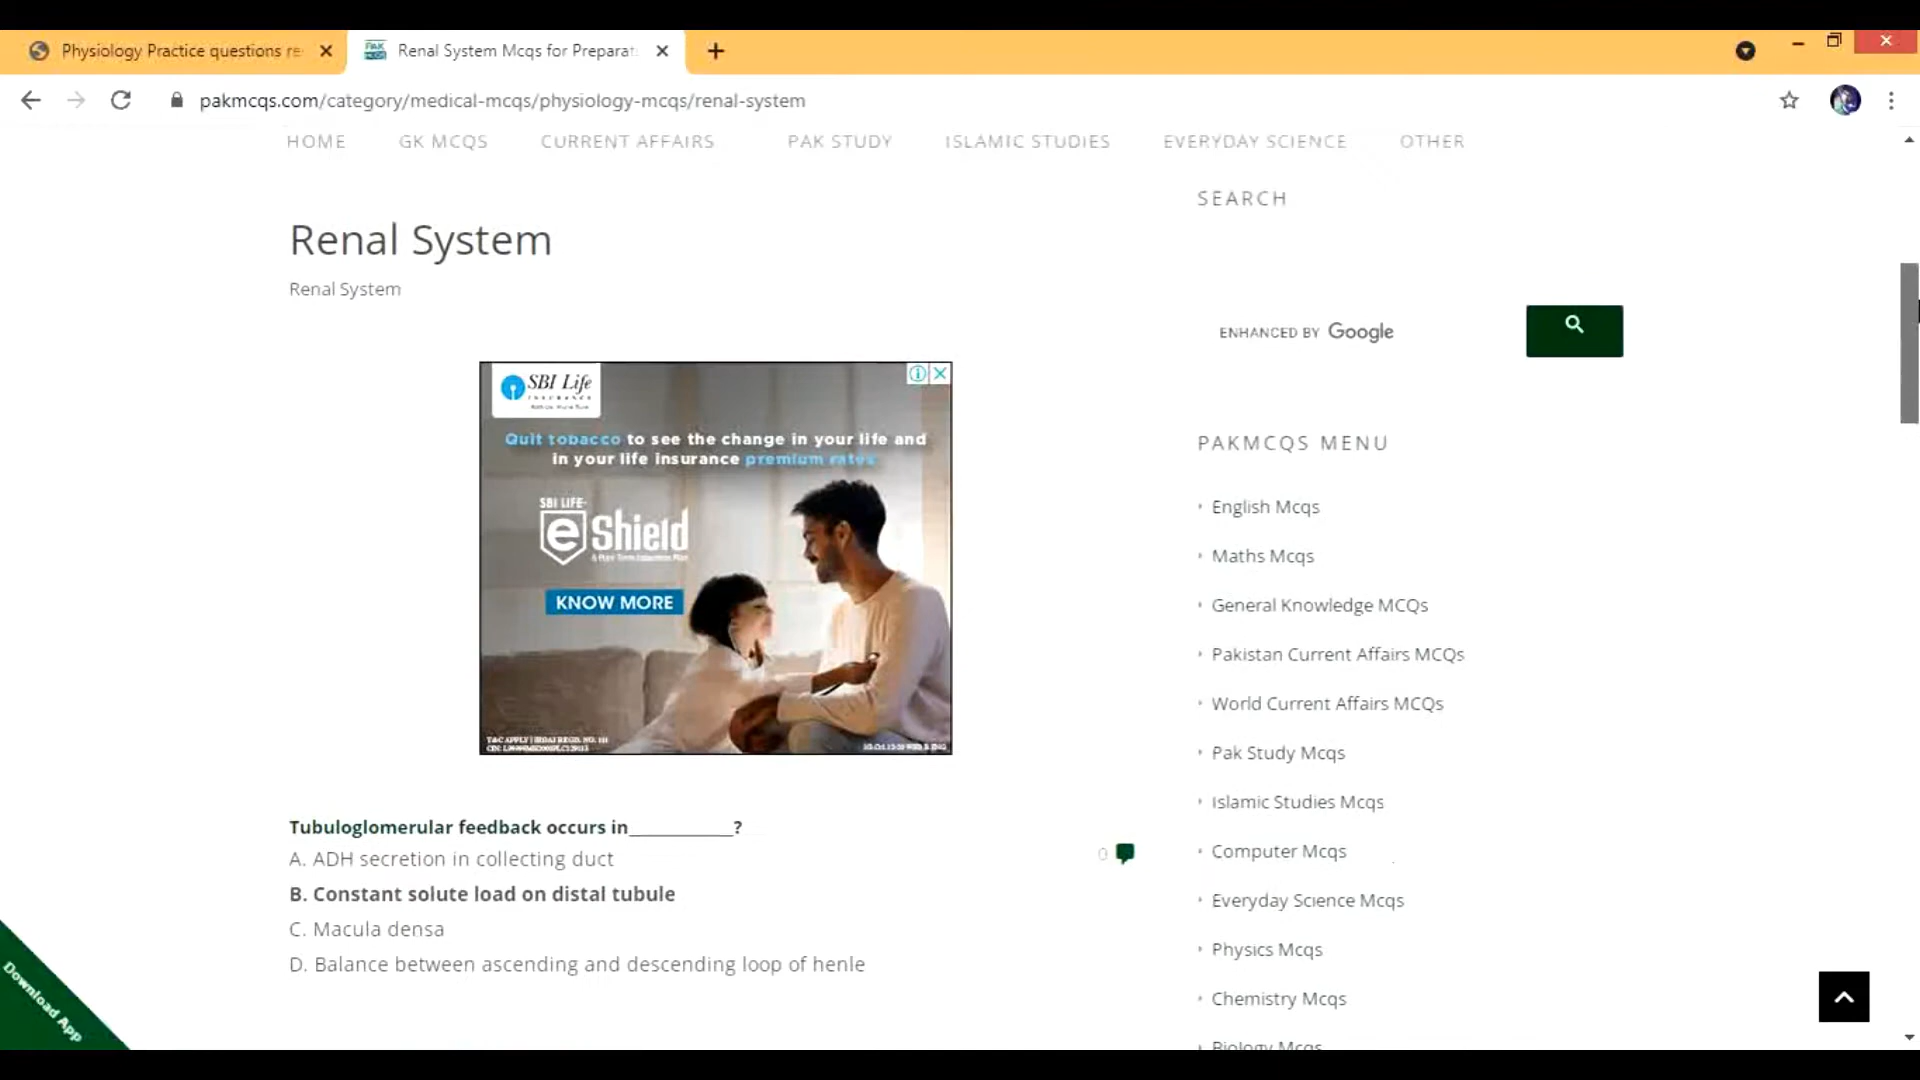 Physiology Practice questions re
Renal System Mcqs for Preparat
pakmcqs.com/category/medical-mcqs/physiology-mcqs/renal-system
HOME GK MCQS CURRENT AFFAIRS PAK STUDY ISLAMIC STUDIES EVERYDAY SCIENCE OTHER
Renal System
Renal System
SBI Life
INSURANCE
Quit tobacco to see the change in your life and
in your life insurance premium rates
SBI LIFE-
eShield
KNOW MORE
Tubuloglomerular feedback occurs in___________?
A. ADH secretion in collecting duct
B. Constant solute load on distal tubule
C. Macula densa
D. Balance between ascending and descending loop of henle
0
Download App
SEARCH
ENHANCED BY Google
PAKMCQS MENU
English Mcqs
Maths Mcqs
General Knowledge MCQs
Pakistan Current Affairs MCQs
World Current Affairs MCQs
Pak Study Mcqs
Islamic Studies Mcqs
Computer Mcqs
Everyday Science Mcqs
Physics Mcqs
Chemistry Mcqs
Biology Mcqs